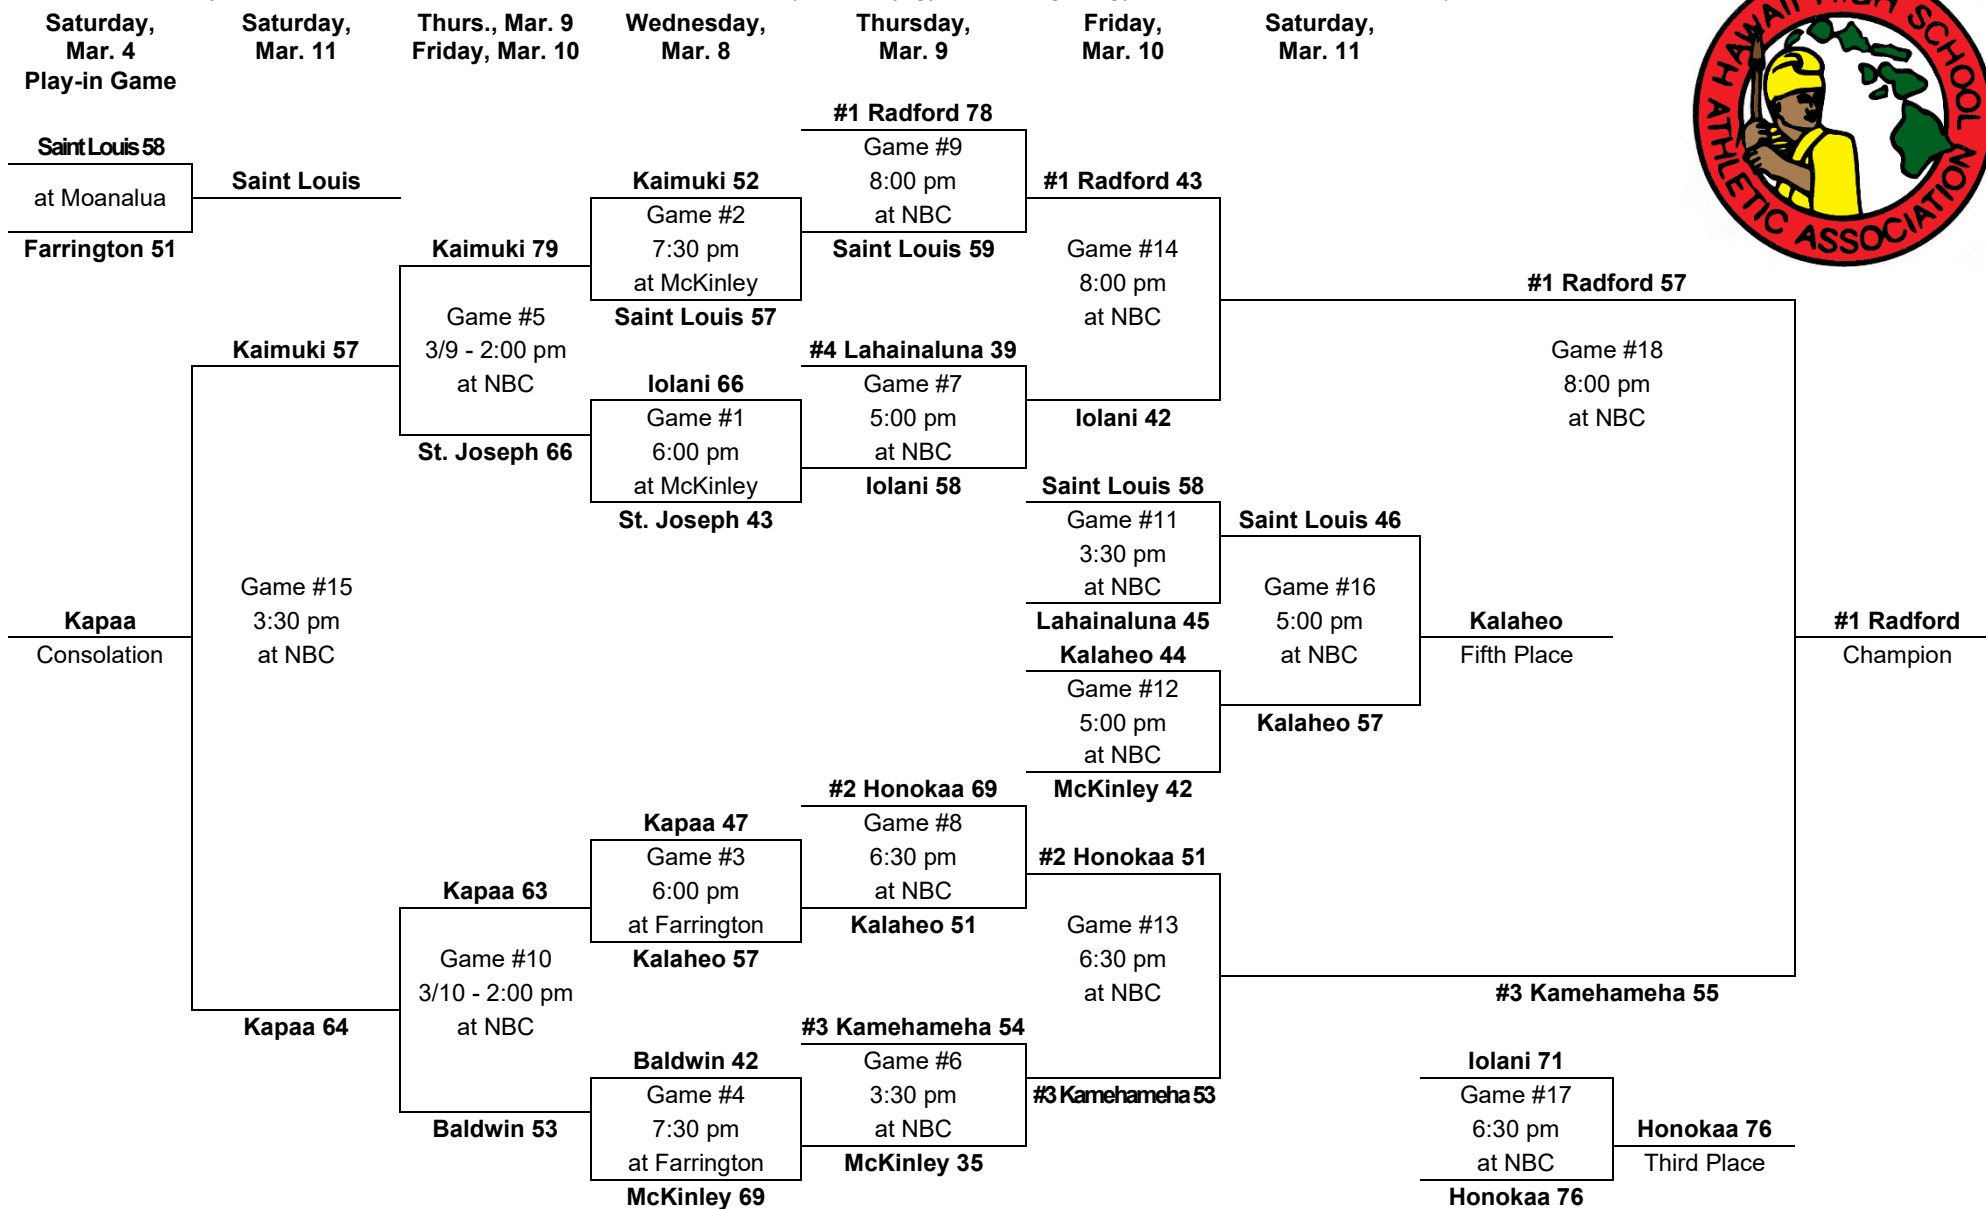 Saturday, Mar. 4 Play-in Game
Saturday, Mar. 11
Thurs., Mar. 9 Friday, Mar. 10
Wednesday, Mar. 8
Thursday, Mar. 9
Friday, Mar. 10
Saturday, Mar. 11
HAWAII HIGH SCHOOL
ATHLETIC ASSOCIATION
Saint Louis 58
at Moanalua
Farrington 51
Saint Louis
Kaimuki 79
Game #5
3/9 - 2:00 pm
at NBC
St. Joseph 66
Kaimuki 57
Game #15
3:30 pm
at NBC
Kapaa 64
Kapaa
Consolation
Kapaa 63
Game #10
3/10 - 2:00 pm
at NBC
Baldwin 53
Kaimuki 52
Game #2
7:30 pm
at McKinley
Saint Louis 57
Iolani 66
Game #1
6:00 pm
at McKinley
St. Joseph 43
Kapaa 47
Game #3
6:00 pm
at Farrington
Kalaheo 57
Baldwin 42
Game #4
7:30 pm
at Farrington
McKinley 69
#1 Radford 78
Game #9
8:00 pm
at NBC
Saint Louis 59
#4 Lahainaluna 39
Game #7
5:00 pm
at NBC
Iolani 58
#2 Honokaa 69
Game #8
6:30 pm
at NBC
Kalaheo 51
#3 Kamehameha 54
Game #6
3:30 pm
at NBC
McKinley 35
#1 Radford 43
Game #14
8:00 pm
at NBC
Iolani 42
Saint Louis 58
Game #11
3:30 pm
at NBC
Lahainaluna 45
Kalaheo 44
Game #12
5:00 pm
at NBC
McKinley 42
#2 Honokaa 51
Game #13
6:30 pm
at NBC
#3 Kamehameha 53
Saint Louis 46
Game #16
5:00 pm
at NBC
Kalaheo 57
Kalaheo
Fifth Place
#1 Radford 57
Game #18
8:00 pm
at NBC
#3 Kamehameha 55
#1 Radford
Champion
Iolani 71
Game #17
6:30 pm
at NBC
Honokaa 76
Honokaa 76
Third Place